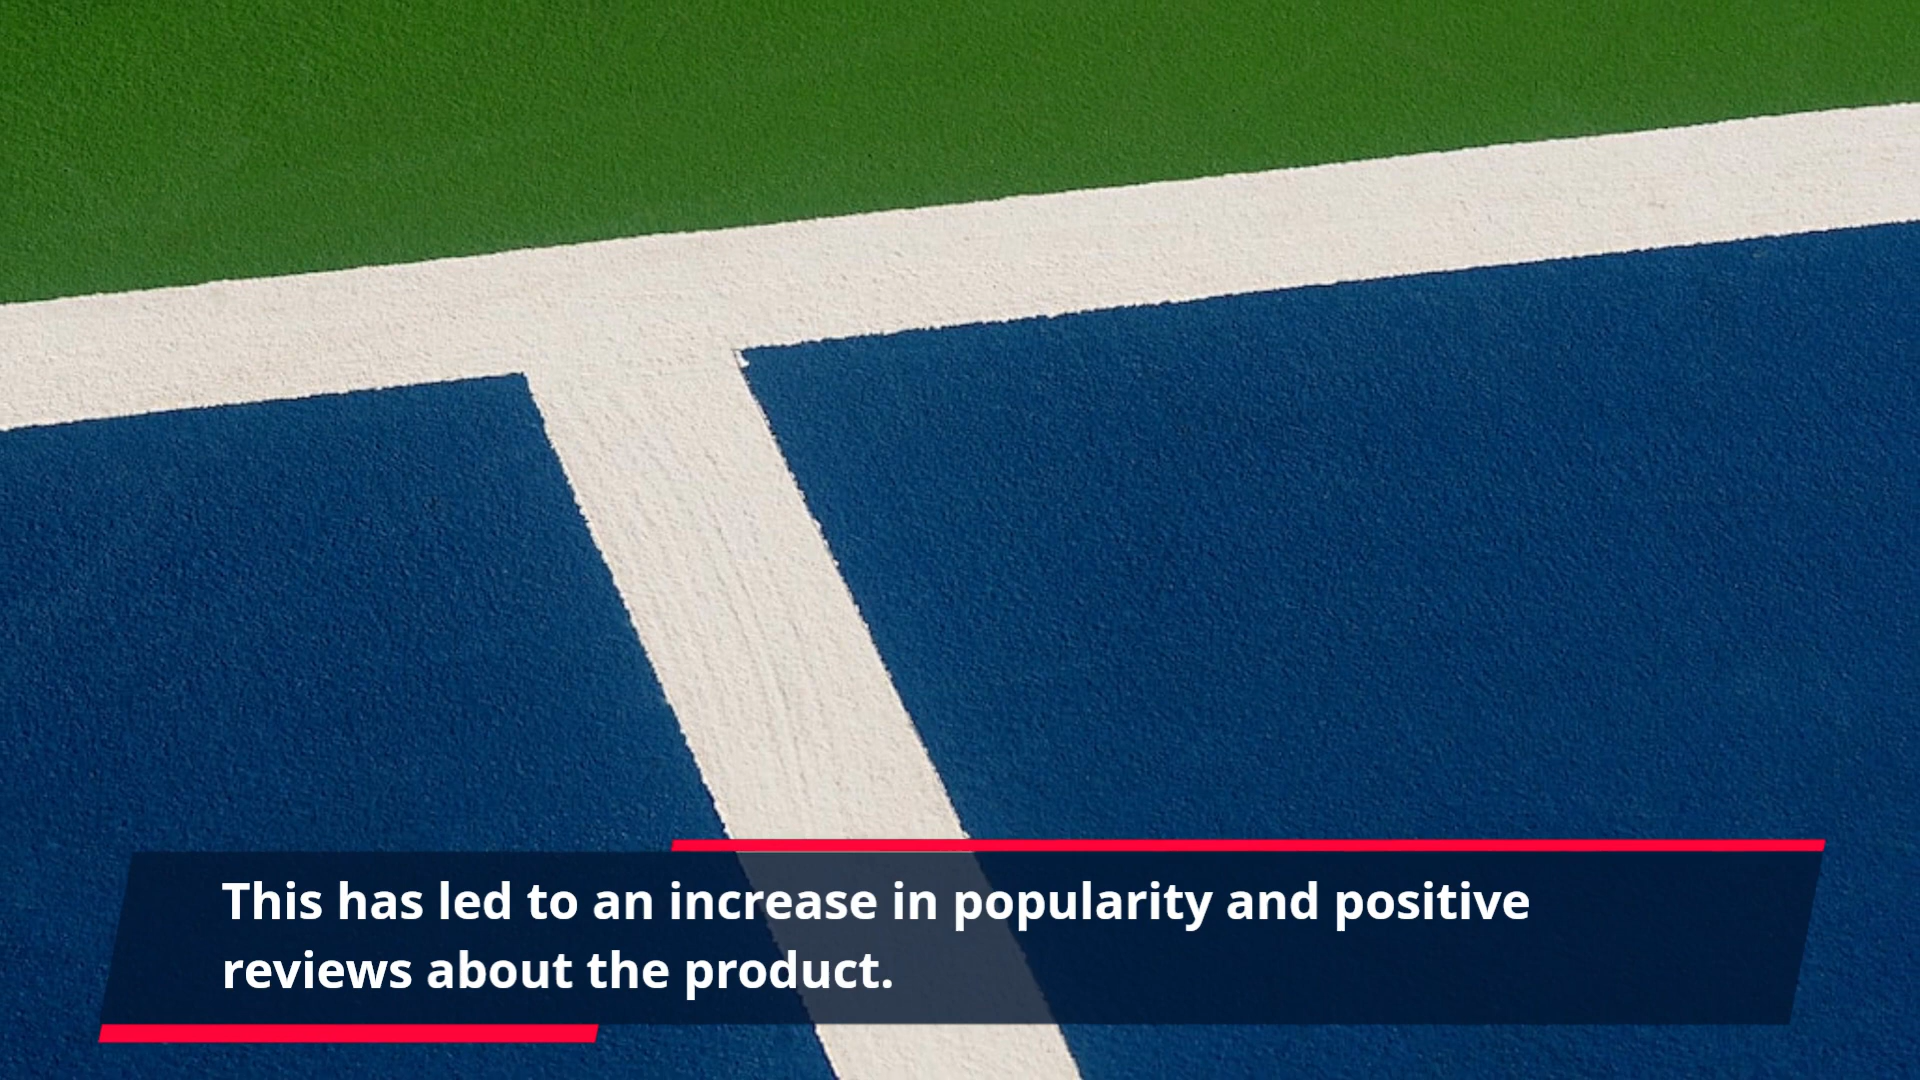 This has led to an increase in popularity and positive
reviews about the product.